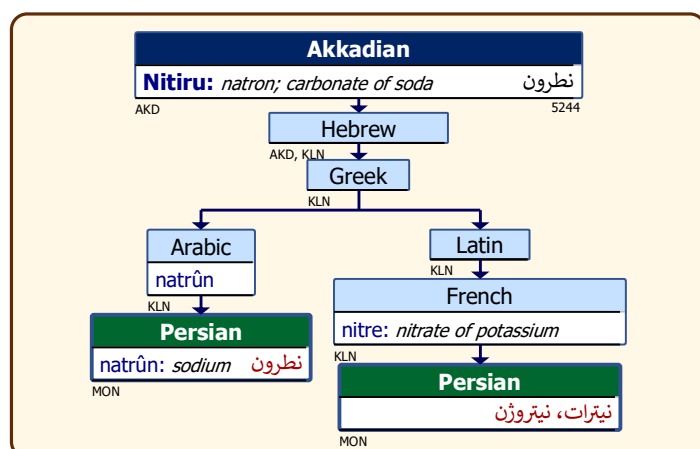 Akkadian
Nitiru: natron; carbonate of soda نطرون
AKD 5244
Hebrew
AKD, KLN
Greek
KLN
Arabic Latin
natrûn
KLN
KLN
French
Persian
nitre: nitrate of potassium
natrûn: sodium نطرون
KLN
MON
Persian
نیترات، نیتروژن
MON